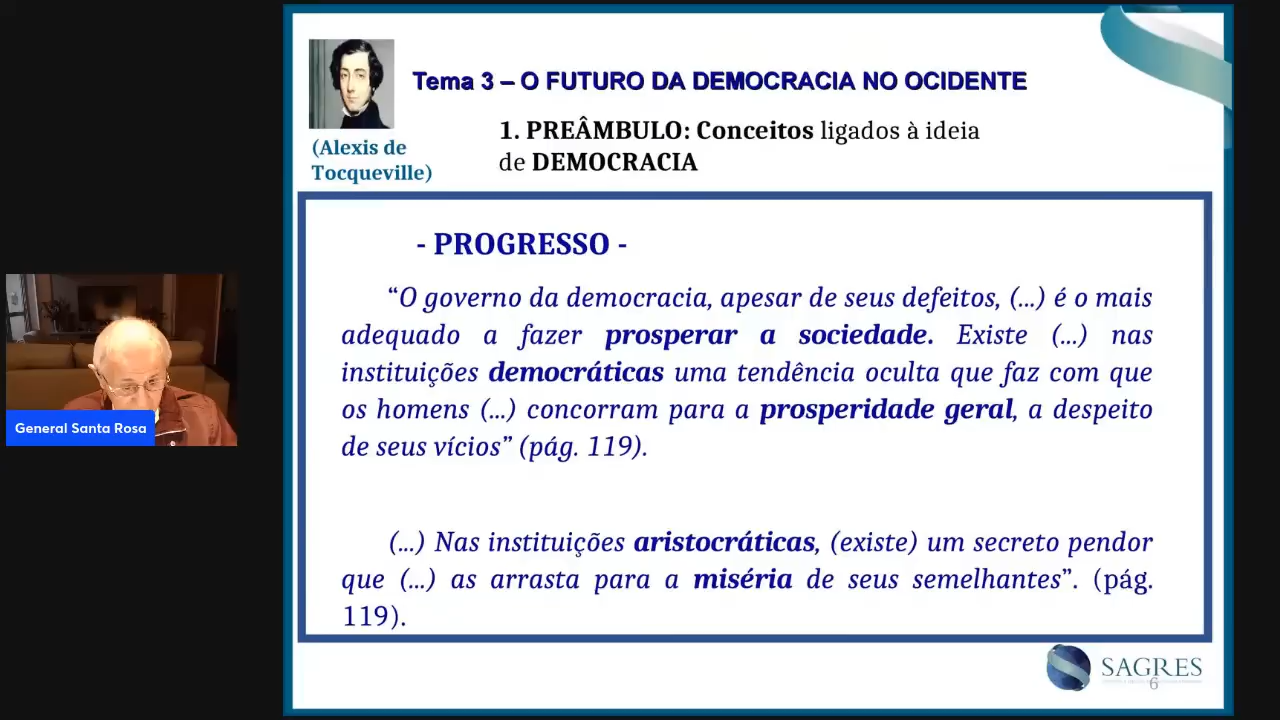 Tema 3 – O FUTURO DA DEMOCRACIA NO OCIDENTE
1. PREÂMBULO: Conceitos ligados à ideia
de DEMOCRACIA
(Alexis de
Tocqueville)
- PROGRESSO -
“O governo da democracia, apesar de seus defeitos, (...) é o mais
adequado a fazer prosperar a sociedade. Existe (...) nas
instituições democráticas uma tendência oculta que faz com que
os homens (...) concorram para a prosperidade geral, a despeito
de seus vícios” (pág. 119).
(...) Nas instituições aristocráticas, (existe) um secreto pendor
que (...) as arrasta para a miséria de seus semelhantes”. (pág.
119).
General Santa Rosa
SAGRES
6